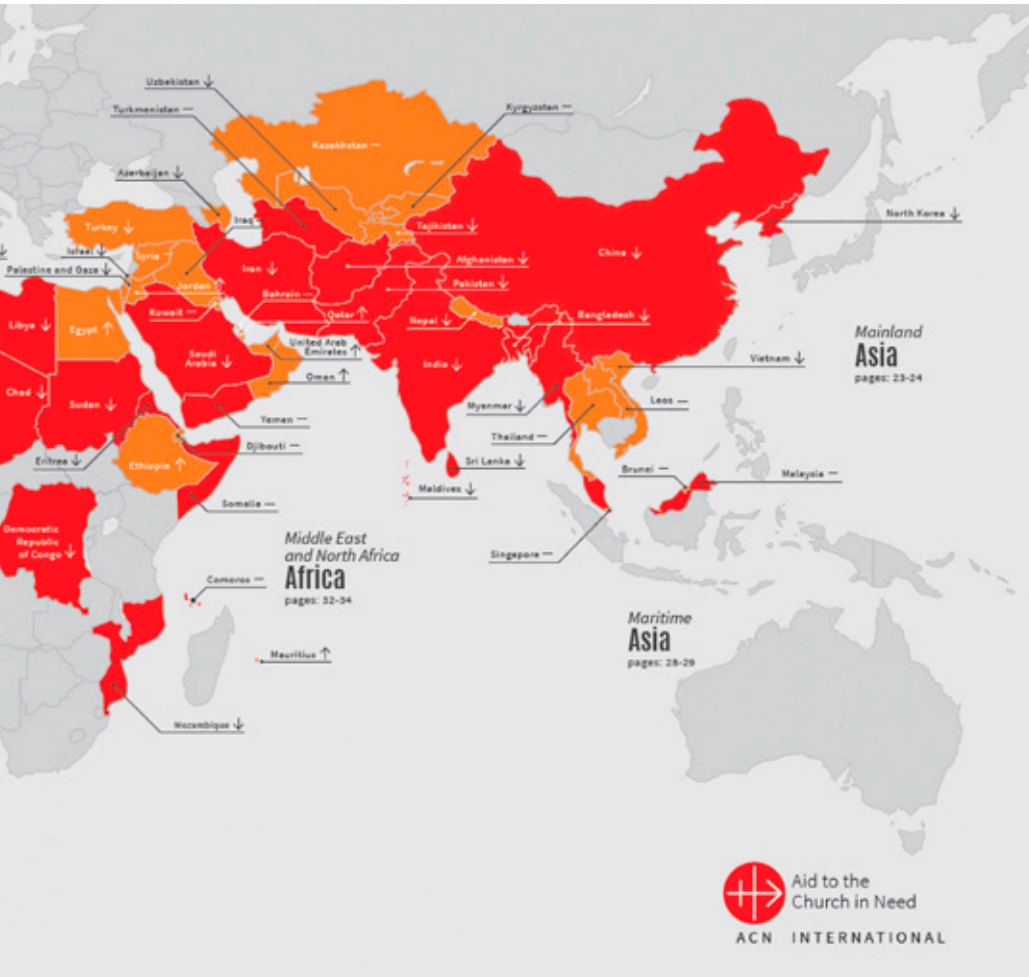 Uzbekistan ↓
Turkmenistan —
Kyrgyzstan —
Kazakhstan —
Azerbaijan ↓
Turkey ↓
Iraq —
Tajikistan ↓
North Korea ↓
Israel ↓
Syria —
China ↓
Palestine and Gaza ↓
Iran ↓
Afghanistan ↓
Jordan ↑
Pakistan ↓
Bahrain —
Libya ↓
Egypt ↑
Kuwait —
Qatar ↑
Nepal ↓
Bangladesh ↓
Saudi
Arabia ↓
United Arab
Emirates ↑
India ↓
Vietnam ↓
Mainland
Asia
pages: 23-24
Chad ↓
Sudan ↓
Oman ↑
Myanmar ↓
Laos —
Yemen —
Thailand —
Djibouti —
Eritrea ↓
Ethiopia ↑
Sri Lanka ↓
Brunei —
Malaysia —
Maldives ↓
Somalia —
Democratic
Republic
of Congo ↓
Middle East
and North Africa
Africa
pages: 32-34
Singapore —
Comoros —
Maritime
Asia
pages: 28-29
Mauritius ↑
Mozambique ↓
Aid to the
Church in Need
ACN INTERNATIONAL